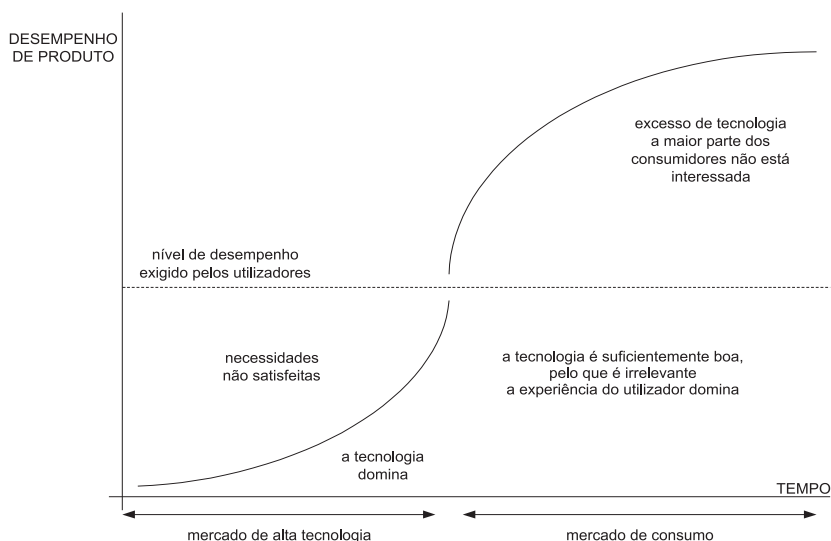 DESEMPENHO
DE PRODUTO
excesso de tecnologia
a maior parte dos
consumidores não está
interessada
nível de desempenho
exigido pelos utilizadores
necessidades
não satisfeitas
a tecnologia é suficientemente boa,
pelo que é irrelevante
a experiência do utilizador domina
a tecnologia
domina
TEMPO
mercado de alta tecnologia
mercado de consumo